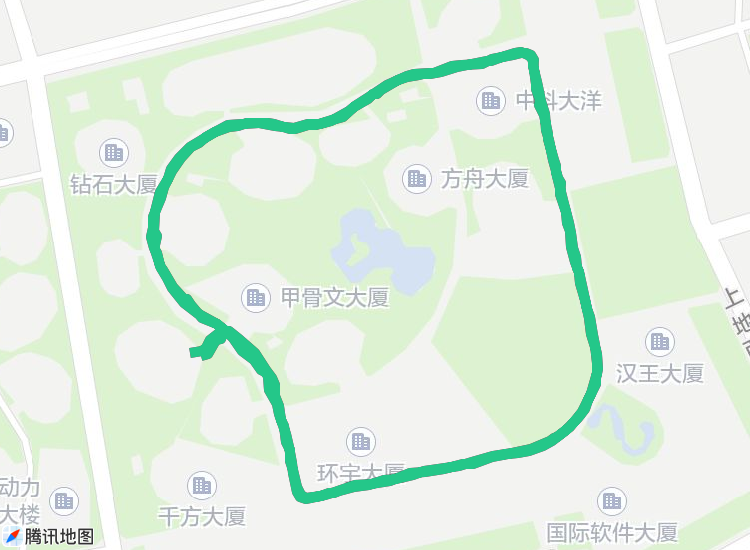 中科大洋
钻石大厦
方舟大厦
甲骨文大厦
上地西
汉王大厦
环宇大厦
动力
大楼
千方大厦
国际软件大厦
腾讯地图